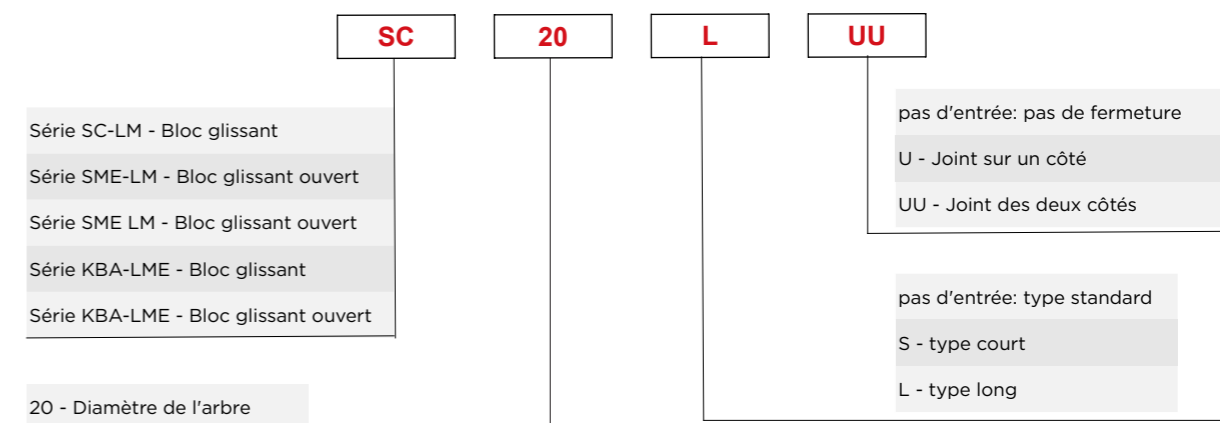 SC 20 L UU
Série SC-LM - Bloc glissant
Série SME-LM - Bloc glissant ouvert
Série SME LM - Bloc glissant ouvert
Série KBA-LME - Bloc glissant
Série KBA-LME - Bloc glissant ouvert
20 - Diamètre de l'arbre
pas d'entrée: pas de fermeture
U - Joint sur un côté
UU - Joint des deux côtés
pas d'entrée: type standard
S - type court
L - type long